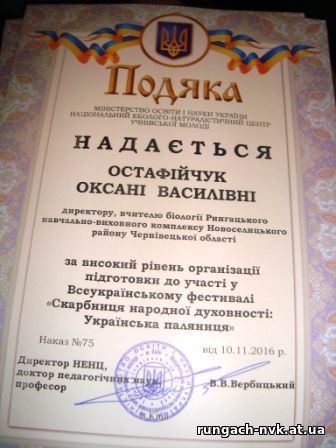 Подяка
МІНІСТЕРСТВО ОСВІТИ І НАУКИ УКРАЇНИ
НАЦІОНАЛЬНИЙ ЕКОЛОГО-НАТУРАЛІСТИЧНИЙ ЦЕНТР
УЧНІВСЬКОЇ МОЛОДІ
НАДАЄТЬСЯ
ОСТАФІЙЧУК
ОКСАНІ ВАСИЛІВНІ
директору, вчителю біології Рингацького
навчально-виховного комплексу Новоселицького
району Чернівецької області
за високий рівень організації
підготовки до участі у
Всеукраїнському фестивалі
«Скарбниця народної духовності:
Українська паляниця»
Наказ №75 від 10.11.2016 р.
Директор НЕНЦ,
доктор педагогічних наук,
професор В.В.Вербицький
м. Київ
rungach-nvk.at.ua